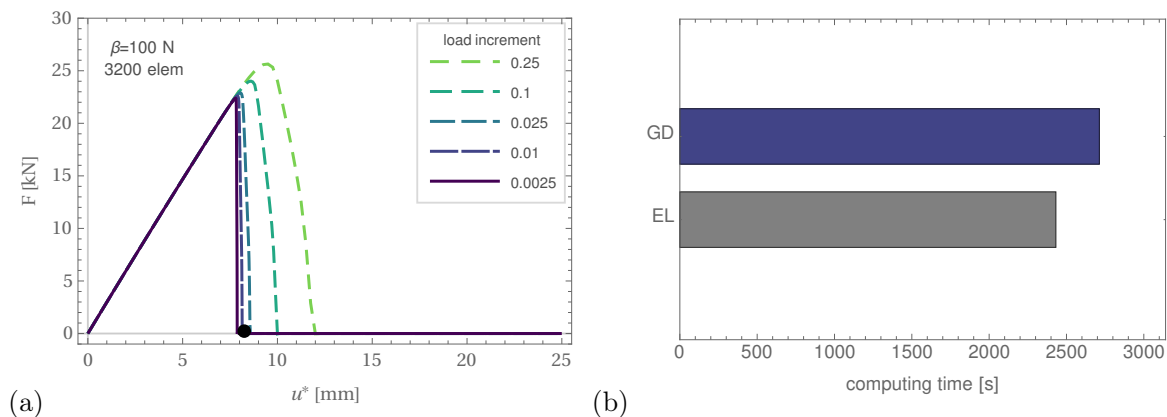 β=100 N
3200 elem
load increment
0.25
0.1
0.025
0.01
0.0025
30
25
20
15
10
5
0
F [kN]
0 5 10 15 20 25
u* [mm]
(a)
GD
EL
0 500 1000 1500 2000 2500 3000
computing time [s]
(b)